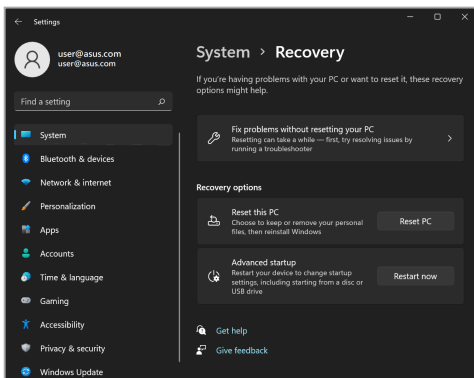 Settings
user@asus.com
user@asus.com
Find a setting
System
Bluetooth & devices
Network & internet
Personalization
Apps
Accounts
Time & language
Gaming
Accessibility
Privacy & security
Windows Update
System > Recovery
If you're having problems with your PC or want to reset it, these recovery
options might help.
Fix problems without resetting your PC
Resetting can take a while — first, try resolving issues by
running a troubleshooter
Recovery options
Reset this PC
Choose to keep or remove your personal
files, then reinstall Windows
Reset PC
Advanced startup
Restart your device to change startup
settings, including starting from a disc or
USB drive
Restart now
Get help
Give feedback